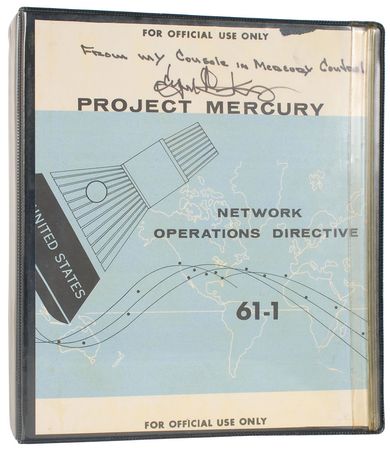 FOR OFFICIAL USE ONLY
From my Console in Mercury Control
PROJECT MERCURY
UNITED STATES
NETWORK
OPERATIONS DIRECTIVE
61-1
FOR OFFICIAL USE ONLY